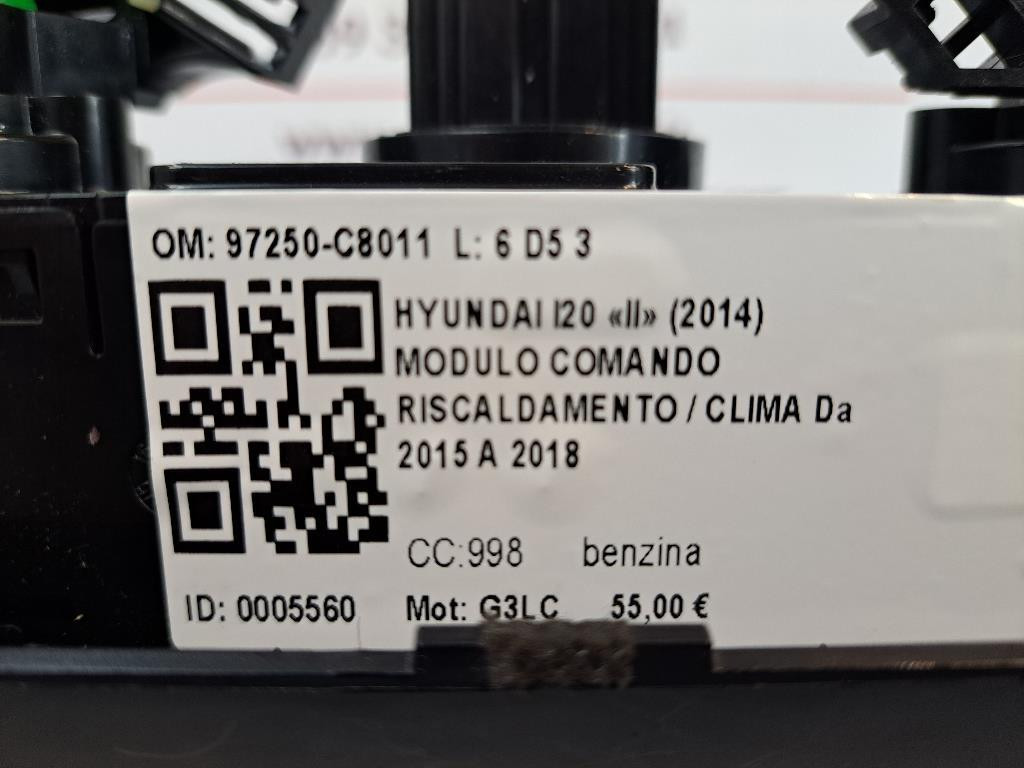 OM: 97250-C8011 L: 6 D5 3
HYUNDAI I20 «II» (2014)
MODULO COMANDO
RISCALDAMENTO / CLIMA Da
2015 A 2018
CC:998 benzina
ID: 0005560 Mot: G3LC 55,00 €